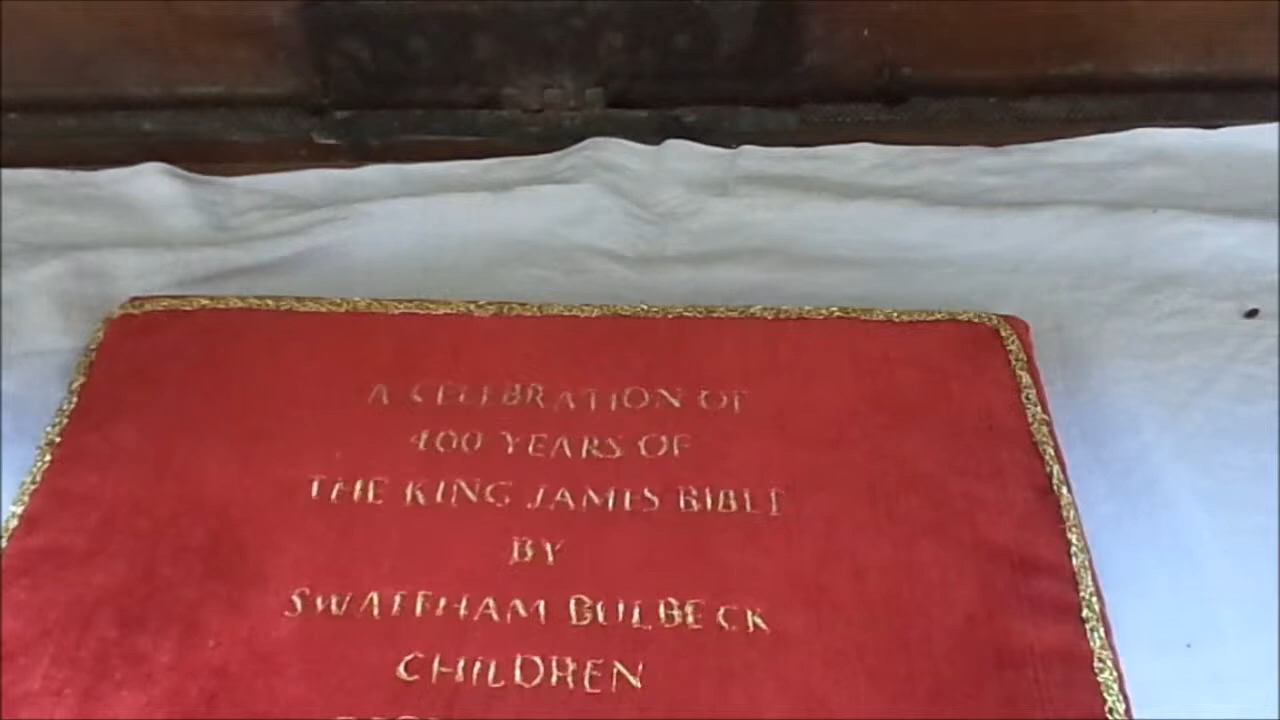 A CELEBRATION OF
400 YEARS OF
THE KING JAMES BIBLE
BY
SWAFFHAM BULBECK
CHILDREN